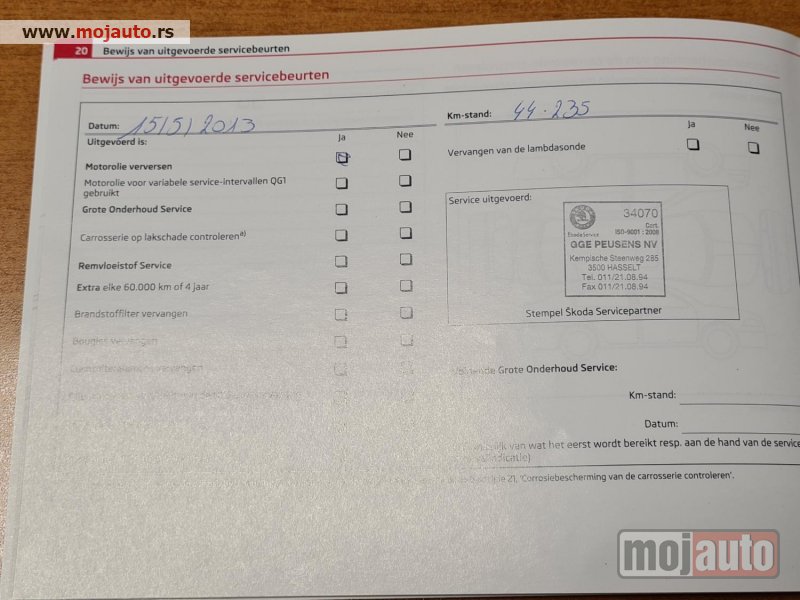 www.mojauto.rs
20 Bewijs van uitgevoerde servicebeurten
Bewijs van uitgevoerde servicebeurten
Datum: 15/5/2013
Uitgevoerd is:
Ja Nee
Motorolie verversen
Motorolie voor variabele service-intervallen QG1
gebruikt
Grote Onderhoud Service
Carrosserie op lakschade controleren a)
Remvloeistof Service
Extra elke 60.000 km of 4 jaar
Brandstoffilter vervangen
Bougies vervangen
Km-stand: 44.235
Ja Nee
Vervangen van de lambdasonde
Service uitgevoerd:
34070
Cert.
ISO-9001 : 2008
GGE PEUSENS NV
Kempische Steenweg 285
3500 HASSELT
Tel. 011/21.08.94
Fax 011/21.08.94
Stempel Škoda Servicepartner
Grote Onderhoud Service:
Km-stand:
Datum:
van wat het eerst wordt bereikt resp. aan de hand van de service
21, 'Corrosiebescherming van de carrosserie controleren'.
mojauto